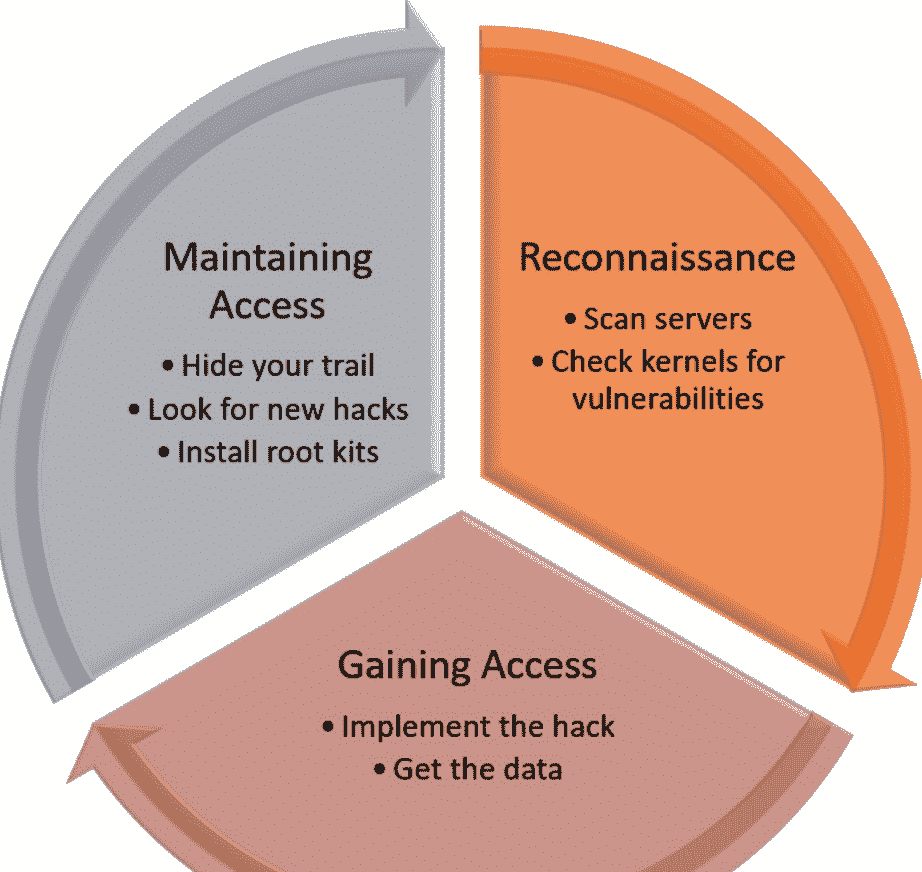 Maintaining
Access
• Hide your trail
• Look for new hacks
• Install root kits
Reconnaissance
• Scan servers
• Check kernels for
vulnerabilities
Gaining Access
• Implement the hack
• Get the data